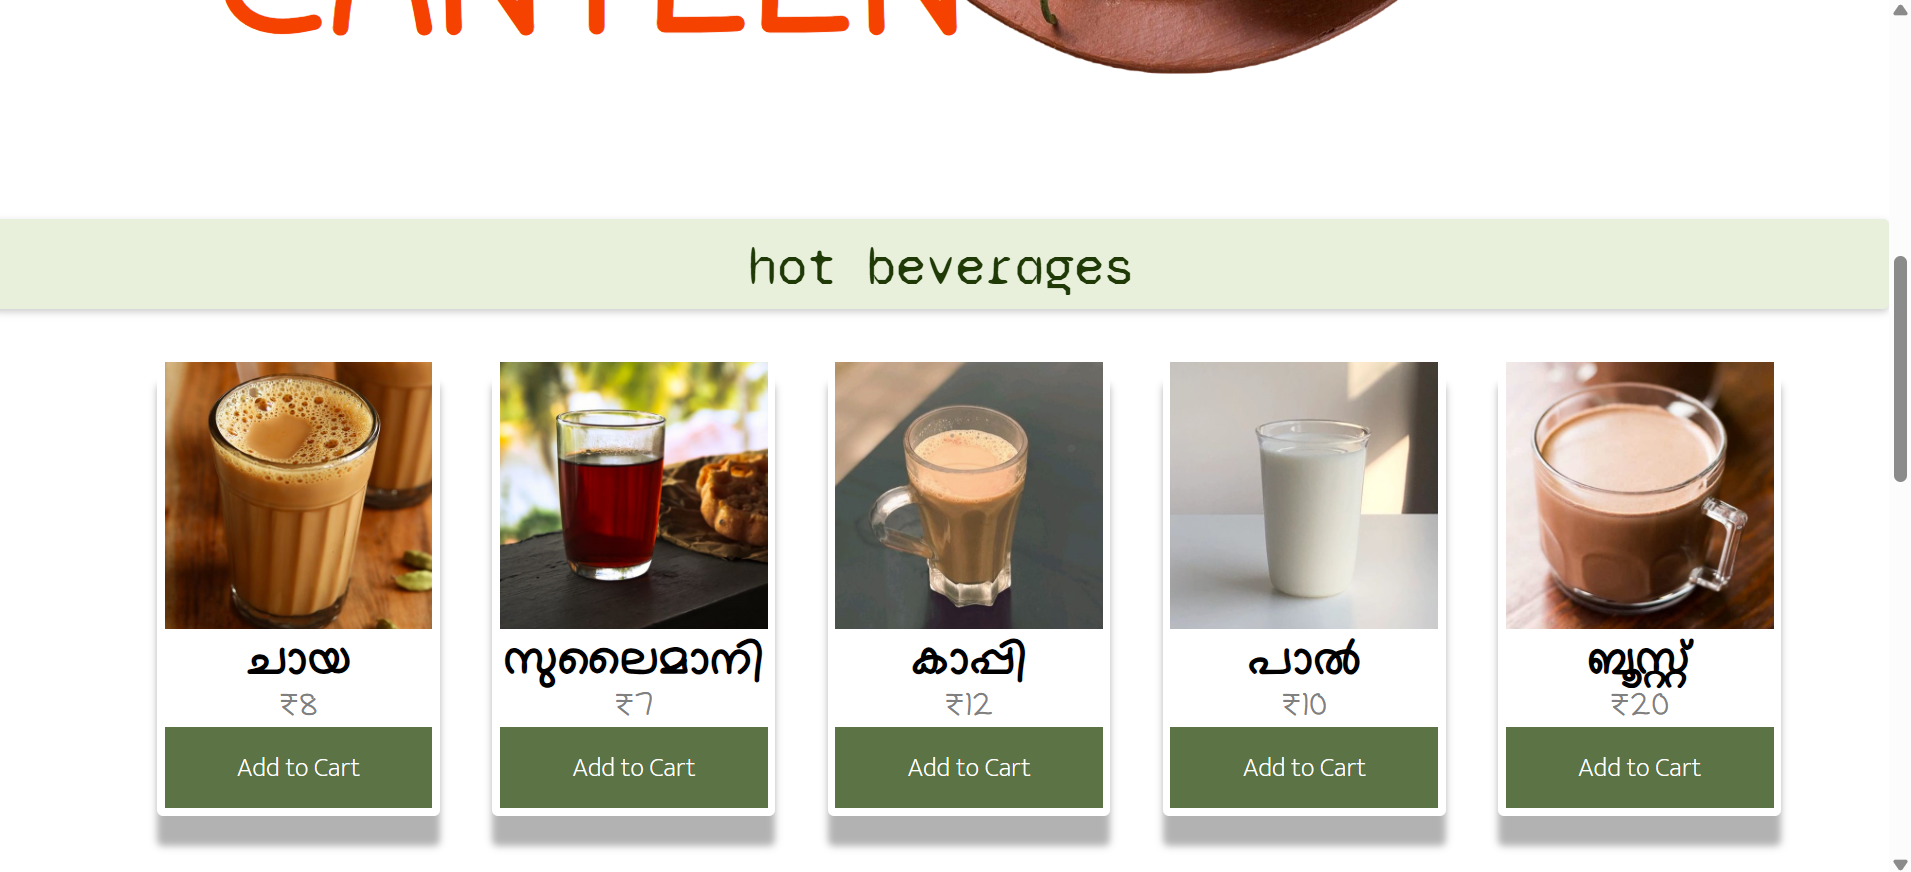 CANTEEN
hot beverages
ചായ
₹8
Add to Cart
സുലൈമാനി
₹7
Add to Cart
കാപ്പി
₹12
Add to Cart
പാൽ
₹10
Add to Cart
ബൂസ്റ്റ്
₹20
Add to Cart